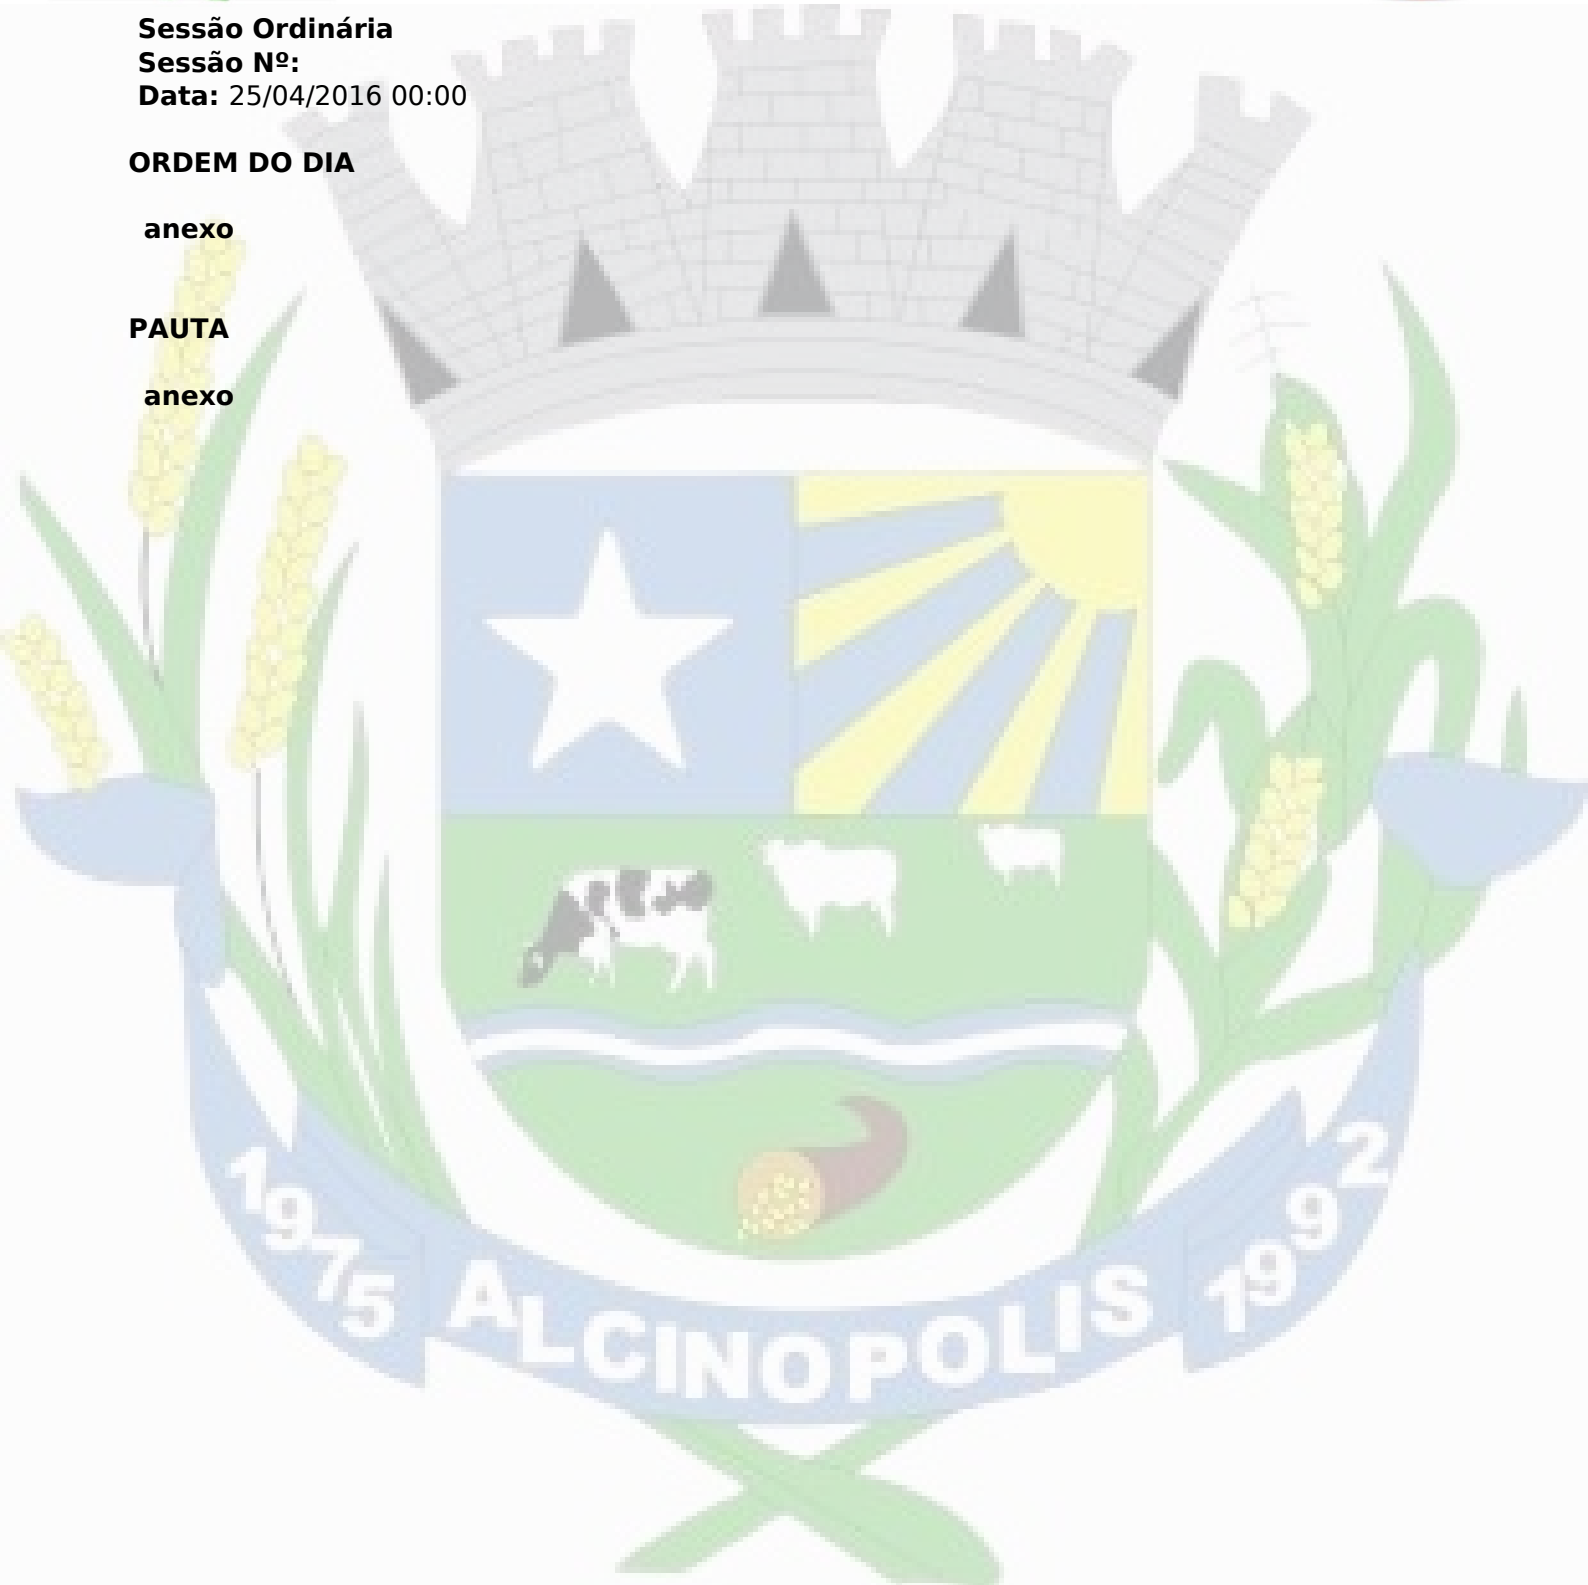 Sessão Ordinária
Sessão Nº:
Data: 25/04/2016 00:00
ORDEM DO DIA
anexo
PAUTA
anexo
1975 ALCINOPOLIS 1992